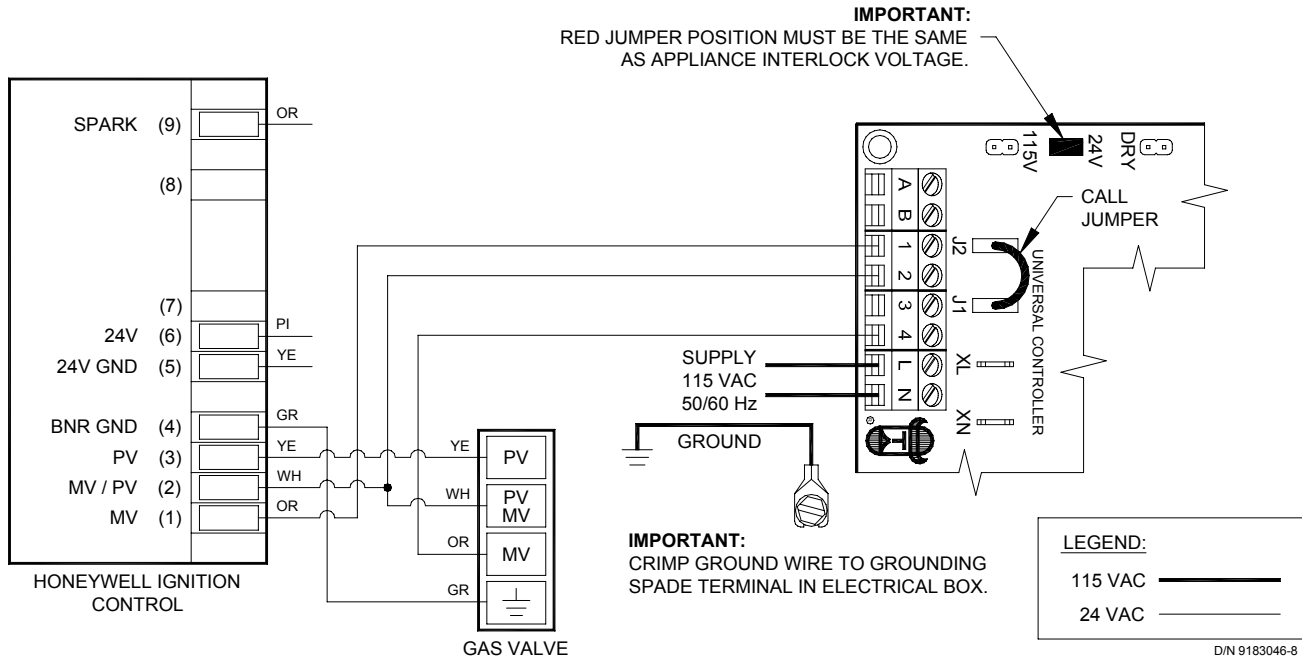 IMPORTANT:
RED JUMPER POSITION MUST BE THE SAME
AS APPLIANCE INTERLOCK VOLTAGE.
SPARK (9)
OR
(8)
(7)
24V (6)
PI
24V GND (5)
YE
BNR GND (4)
GR
PV (3)
YE
MV / PV (2)
WH
MV (1)
OR
HONEYWELL IGNITION
CONTROL
YE
PV
WH
PV
MV
OR
MV
GR
GAS VALVE
115V
24V
DRY
CALL
JUMPER
A
B
1
2
3
4
L
N
J2
J1
XL
XN
UNIVERSAL CONTROLLER
T
SUPPLY
115 VAC
50/60 Hz
GROUND
IMPORTANT:
CRIMP GROUND WIRE TO GROUNDING
SPADE TERMINAL IN ELECTRICAL BOX.
LEGEND:
115 VAC
24 VAC
D/N 9183046-8